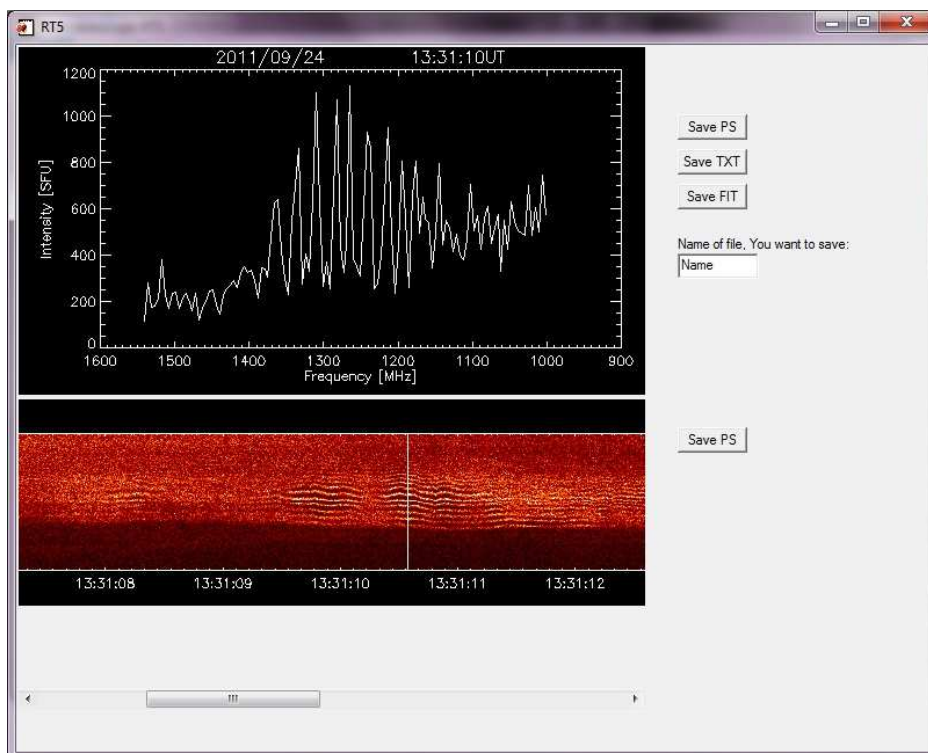 RT5
2011/09/24 13:31:10UT
1200
1000
800
600
400
200
0
Intensity [SFU]
1600 1500 1400 1300 1200 1100 1000 900
Frequency [MHz]
Save PS
Save TXT
Save FIT
Name of file, You want to save:
Name
13:31:08 13:31:09 13:31:10 13:31:11 13:31:12
Save PS